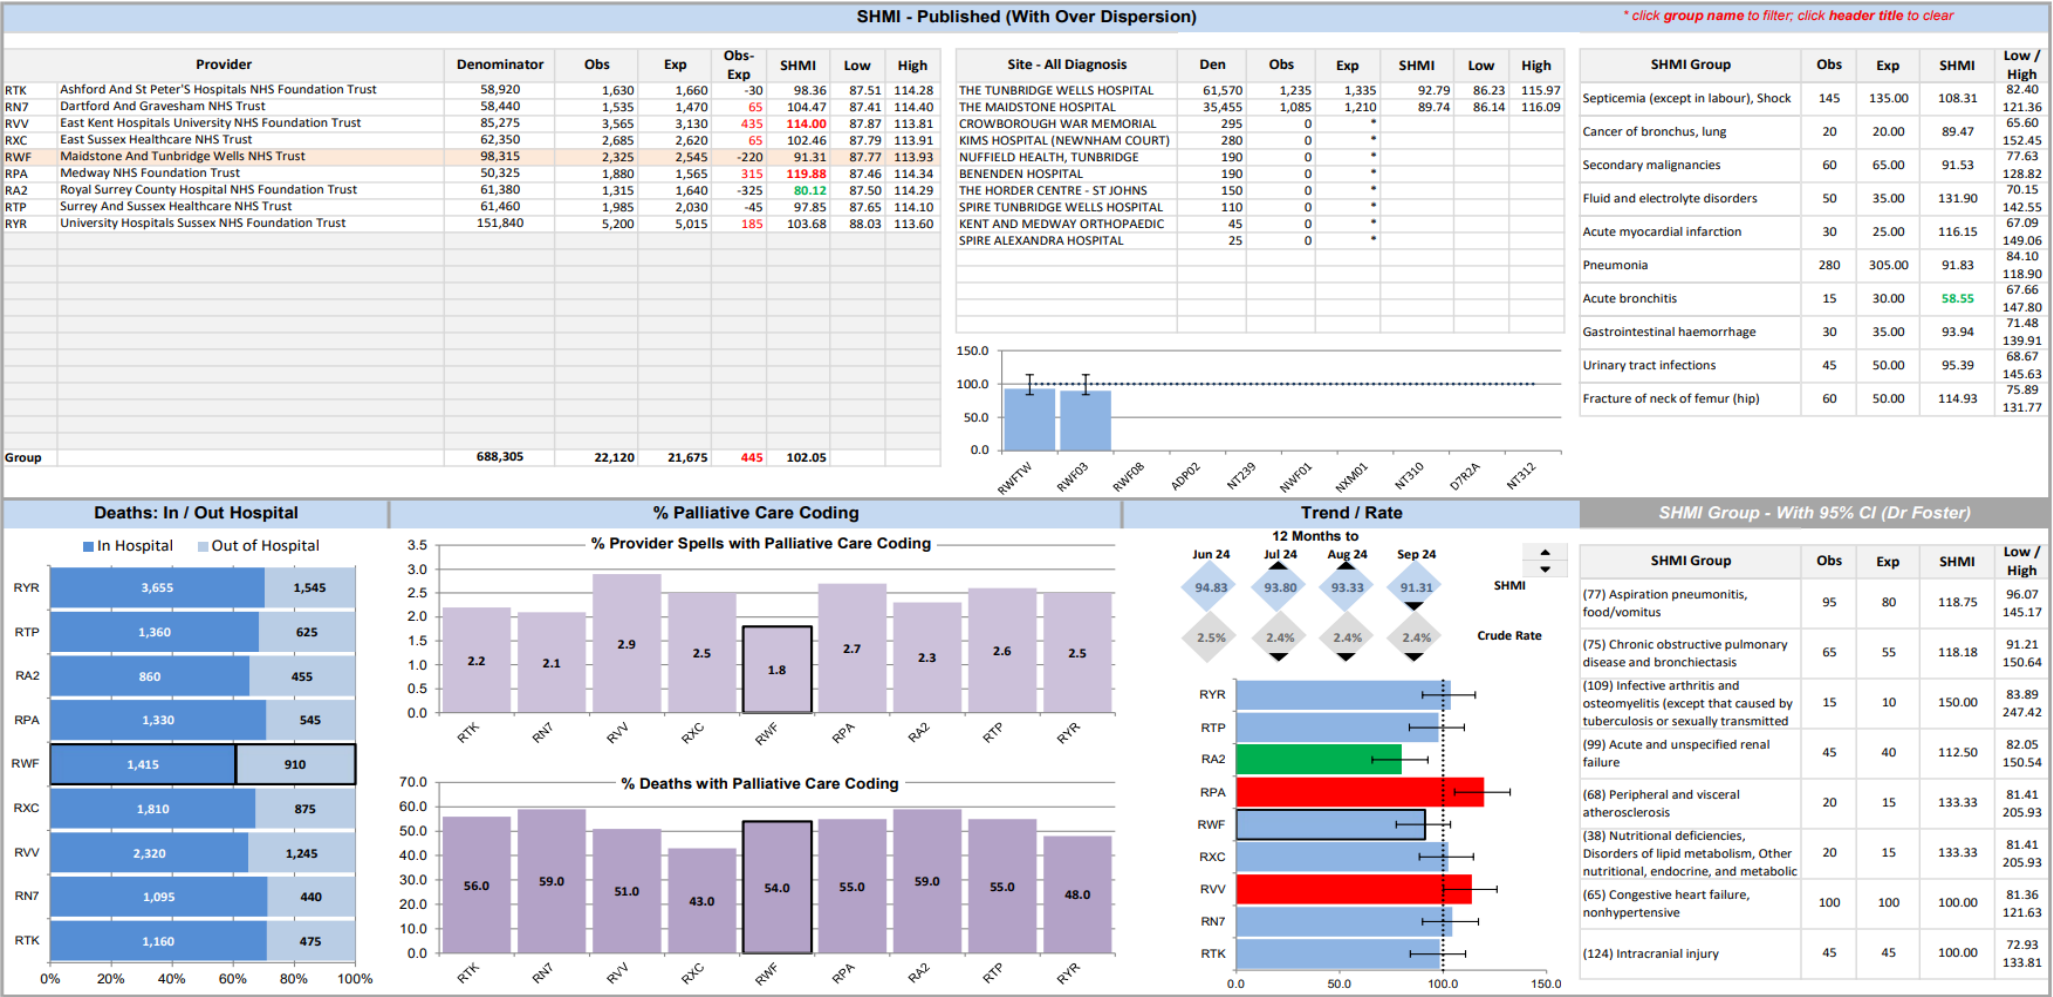 SHMI - Published (With Over Dispersion)
* click group name to filter; click header title to clear
Provider Denominator Obs Exp Obs-Exp SHMI Low High
RTK Ashford And St Peter'S Hospitals NHS Foundation Trust 58,920 1,630 1,660 -30 98.36 87.51 114.28
RN7 Dartford And Gravesham NHS Trust 58,440 1,535 1,470 65 104.47 87.41 114.40
RVV East Kent Hospitals University NHS Foundation Trust 85,275 3,565 3,130 435 114.00 87.87 113.81
RXC East Sussex Healthcare NHS Trust 62,350 2,685 2,620 65 102.46 87.79 113.91
RWF Maidstone And Tunbridge Wells NHS Trust 98,315 2,325 2,545 -220 91.31 87.77 113.93
RPA Medway NHS Foundation Trust 50,325 1,880 1,565 315 119.88 87.46 114.34
RA2 Royal Surrey County Hospital NHS Foundation Trust 61,380 1,315 1,640 -325 80.12 87.50 114.29
RTP Surrey And Sussex Healthcare NHS Trust 61,460 1,985 2,030 -45 97.85 87.65 114.10
RYR University Hospitals Sussex NHS Foundation Trust 151,840 5,200 5,015 185 103.68 88.03 113.60
Group 688,305 22,120 21,675 445 102.05
Site - All Diagnosis Den Obs Exp SHMI Low High
THE TUNBRIDGE WELLS HOSPITAL 61,570 1,235 1,335 92.79 86.23 115.97
THE MAIDSTONE HOSPITAL 35,455 1,085 1,210 89.74 86.14 116.09
CROWBOROUGH WAR MEMORIAL 295 0 *
KIMS HOSPITAL (NEWNHAM COURT) 280 0 *
NUFFIELD HEALTH, TUNBRIDGE 190 0 *
BENENDEN HOSPITAL 190 0 *
THE HORDER CENTRE - ST JOHNS 150 0 *
SPIRE TUNBRIDGE WELLS HOSPITAL 110 0 *
KENT AND MEDWAY ORTHOPAEDIC 45 0 *
SPIRE ALEXANDRA HOSPITAL 25 0 *
150.0
100.0
50.0
0.0
RWFTW RWF03 RWF08 ADP02 NT239 NWF01 NXM01 NT310 D7R2A NT312
SHMI Group Obs Exp SHMI Low / High
Septicemia (except in labour), Shock 145 135.00 108.31 82.40 121.36
Cancer of bronchus, lung 20 20.00 89.47 65.60 152.45
Secondary malignancies 60 65.00 91.53 77.63 128.82
Fluid and electrolyte disorders 50 35.00 131.90 70.15 142.55
Acute myocardial infarction 30 25.00 116.15 67.09 149.06
Pneumonia 280 305.00 91.83 84.10 118.90
Acute bronchitis 15 30.00 58.55 67.66 147.80
Gastrointestinal haemorrhage 30 35.00 93.94 71.48 139.91
Urinary tract infections 45 50.00 95.39 68.67 145.63
Fracture of neck of femur (hip) 60 50.00 114.93 75.89 131.77
Deaths: In / Out Hospital
In Hospital Out of Hospital
RYR 3,655 1,545
RTP 1,360 625
RA2 860 455
RPA 1,330 545
RWF 1,415 910
RXC 1,810 875
RVV 2,320 1,245
RN7 1,095 440
RTK 1,160 475
0% 20% 40% 60% 80% 100%
% Palliative Care Coding
% Provider Spells with Palliative Care Coding
3.5
3.0
2.5
2.0
1.5
1.0
0.5
0.0
2.2 2.1 2.9 2.5 1.8 2.7 2.3 2.6 2.5
RTK RN7 RVV RXC RWF RPA RA2 RTP RYR
% Deaths with Palliative Care Coding
70.0
60.0
50.0
40.0
30.0
20.0
10.0
0.0
56.0 59.0 51.0 43.0 54.0 55.0 59.0 55.0 48.0
RTK RN7 RVV RXC RWF RPA RA2 RTP RYR
Trend / Rate
12 Months to
Jun 24 Jul 24 Aug 24 Sep 24
94.83 93.80 93.33 91.31 SHMI
2.5% 2.4% 2.4% 2.4% Crude Rate
RYR
RTP
RA2
RPA
RWF
RXC
RVV
RN7
RTK
0.0 50.0 100.0 150.0
SHMI Group - With 95% CI (Dr Foster)
SHMI Group Obs Exp SHMI Low / High
(77) Aspiration pneumonitis,
food/vomitus 95 80 118.75 96.07 145.17
(75) Chronic obstructive pulmonary
disease and bronchiectasis 65 55 118.18 91.21 150.64
(109) Infective arthritis and
osteomyelitis (except that caused by
tuberculosis or sexually transmitted 15 10 150.00 83.89 247.42
(99) Acute and unspecified renal
failure 45 40 112.50 82.05 150.54
(68) Peripheral and visceral
atherosclerosis 20 15 133.33 81.41 205.93
(38) Nutritional deficiencies,
Disorders of lipid metabolism, Other
nutritional, endocrine, and metabolic 20 15 133.33 81.41 205.93
(65) Congestive heart failure,
nonhypertensive 100 100 100.00 81.36 121.63
(124) Intracranial injury 45 45 100.00 72.93 133.81